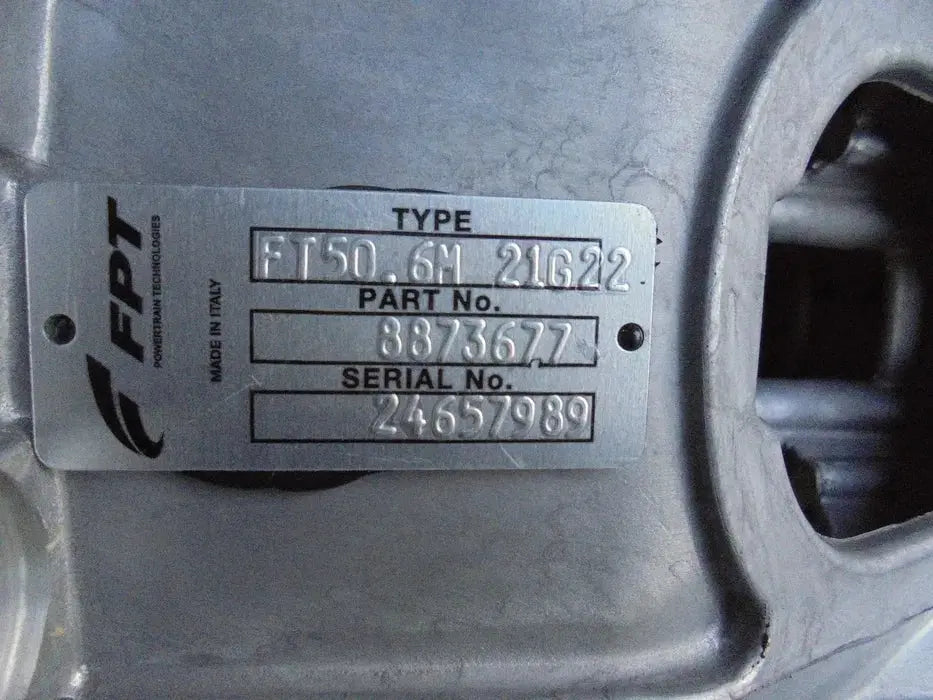 FPT
POWERTRAIN TECHNOLOGIES
MADE IN ITALY
TYPE
FT50.6M 21G22
PART No.
8873677
SERIAL No.
24657989